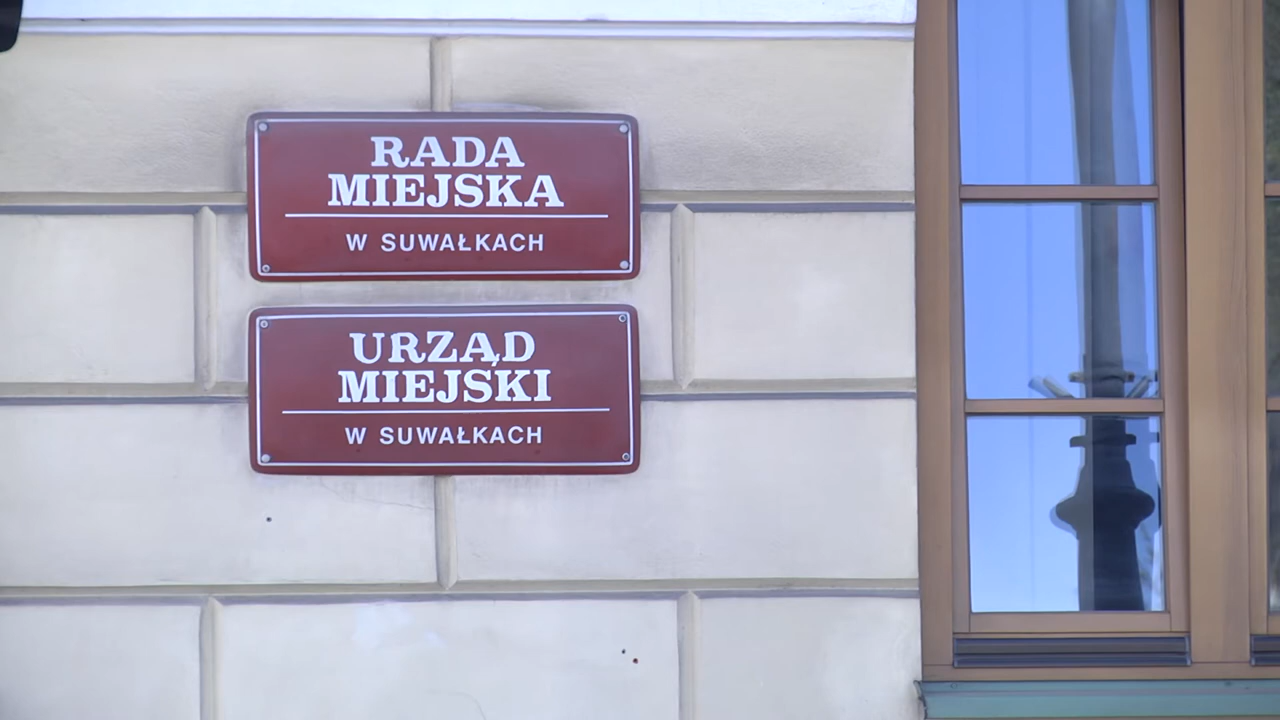 RADA
MIEJSKA
W SUWAŁKACH
URZĄD
MIEJSKI
W SUWAŁKACH